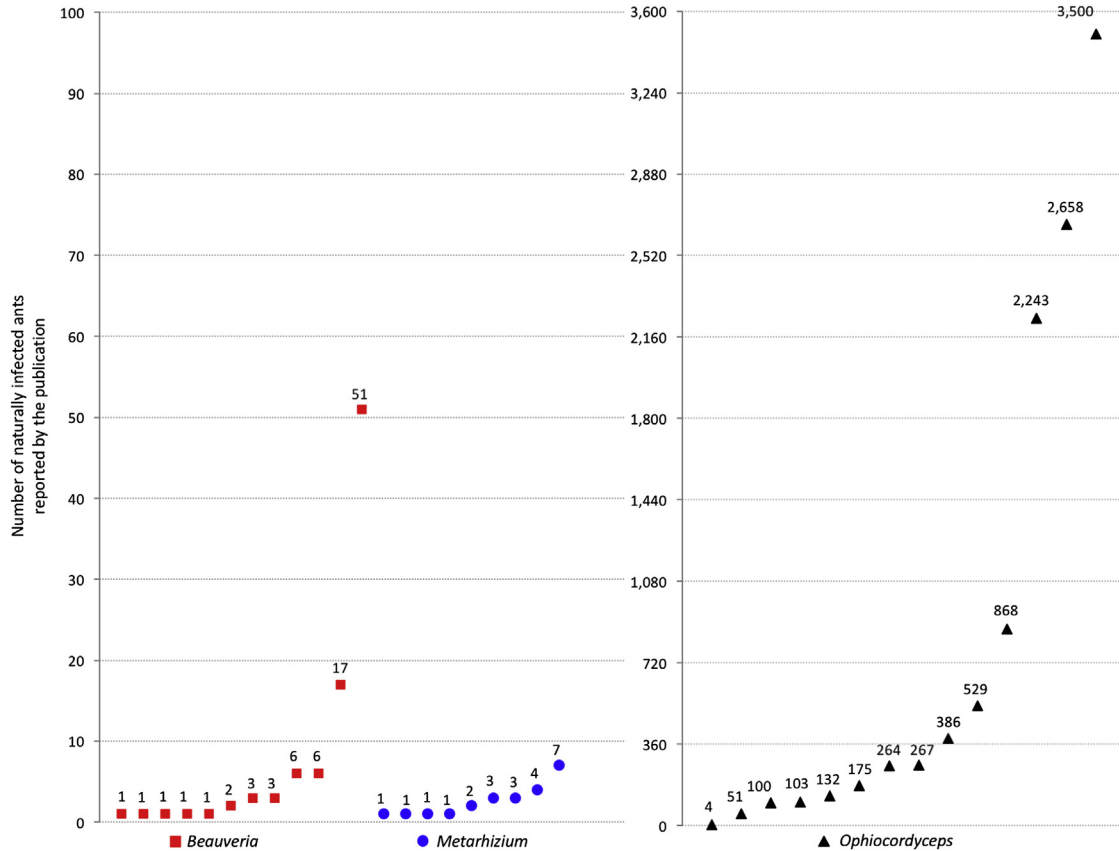 Number of naturally infected ants
reported by the publication
100
90
80
70
60
50
40
30
20
10
0
1 1 1 1 1 2 3 3 6 6 17 51
1 1 1 1 2 3 3 4 7
Beauveria
Metarhizium
3,600
3,240
2,880
2,520
2,160
1,800
1,440
1,080
720
360
0
4 51 100 103 132 175 264 267 386 529 868 2,243 2,658 3,500
Ophiocordyceps